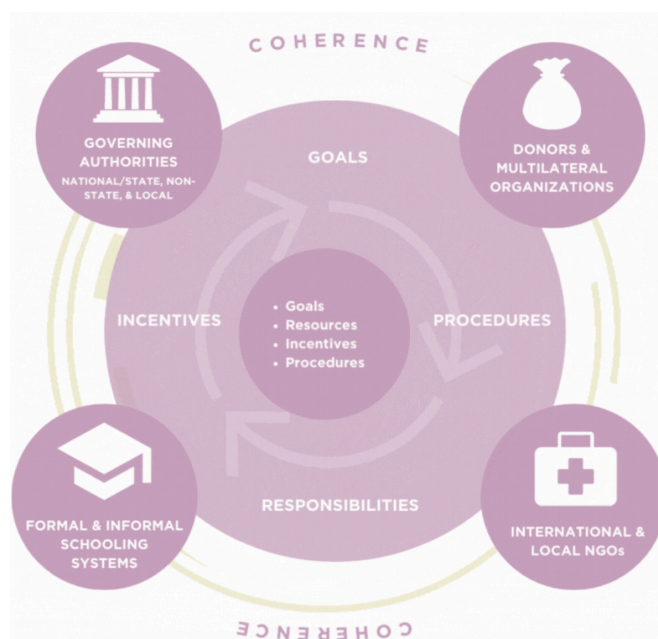 COHERENCE
GOVERNING
AUTHORITIES
NATIONAL/STATE, NON-
STATE, & LOCAL
DONORS &
MULTILATERAL
ORGANIZATIONS
GOALS
INCENTIVES
• Goals
• Resources
• Incentives
• Procedures
PROCEDURES
RESPONSIBILITIES
FORMAL & INFORMAL
SCHOOLING
SYSTEMS
INTERNATIONAL &
LOCAL NGOs
COHERENCE